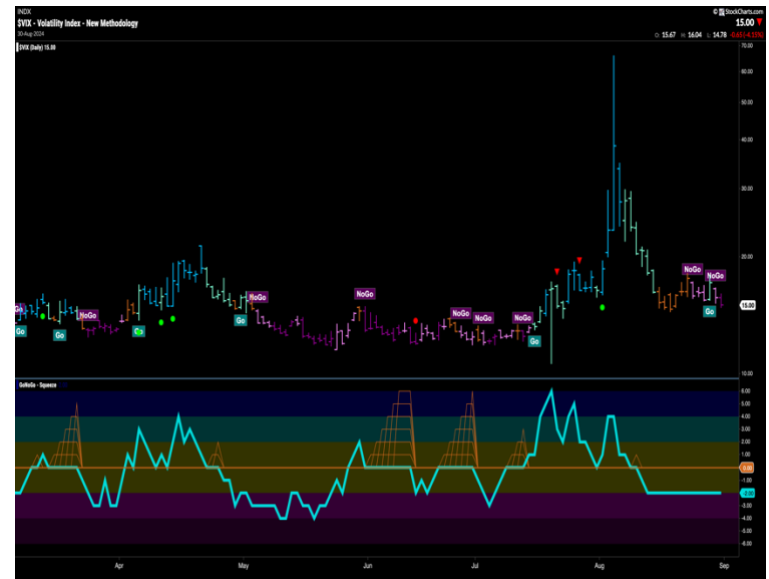 INDX
© StockCharts.com
$VIX - Volatility Index - New Methodology
15.00
30-Aug-2024
O: 15.67 H: 16.04 L: 14.78 -0.65 (-4.15%)
$VIX (Daily) 15.00
70.00
60.00
50.00
40.00
30.00
20.00
15.00
10.00
Go
Go
Go
NoGo
Go
Go
NoGo
NoGo
NoGo
NoGo
NoGo
Go
NoGo
NoGo
Go
GoNoGo - Squeeze
6.00
5.00
4.00
3.00
2.00
1.00
0.00
-1.00
-2.00
-3.00
-4.00
-5.00
-6.00
Apr May Jun Jul Aug Sep